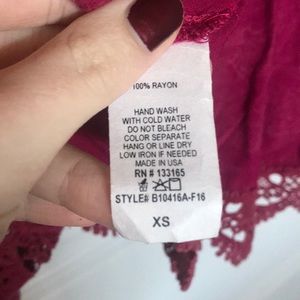 100% RAYON
HAND WASH
WITH COLD WATER
DO NOT BLEACH
COLOR SEPARATE
HANG OR LINE DRY
LOW IRON IF NEEDED
MADE IN USA
RN # 133165
STYLE# B10416A-F16
XS